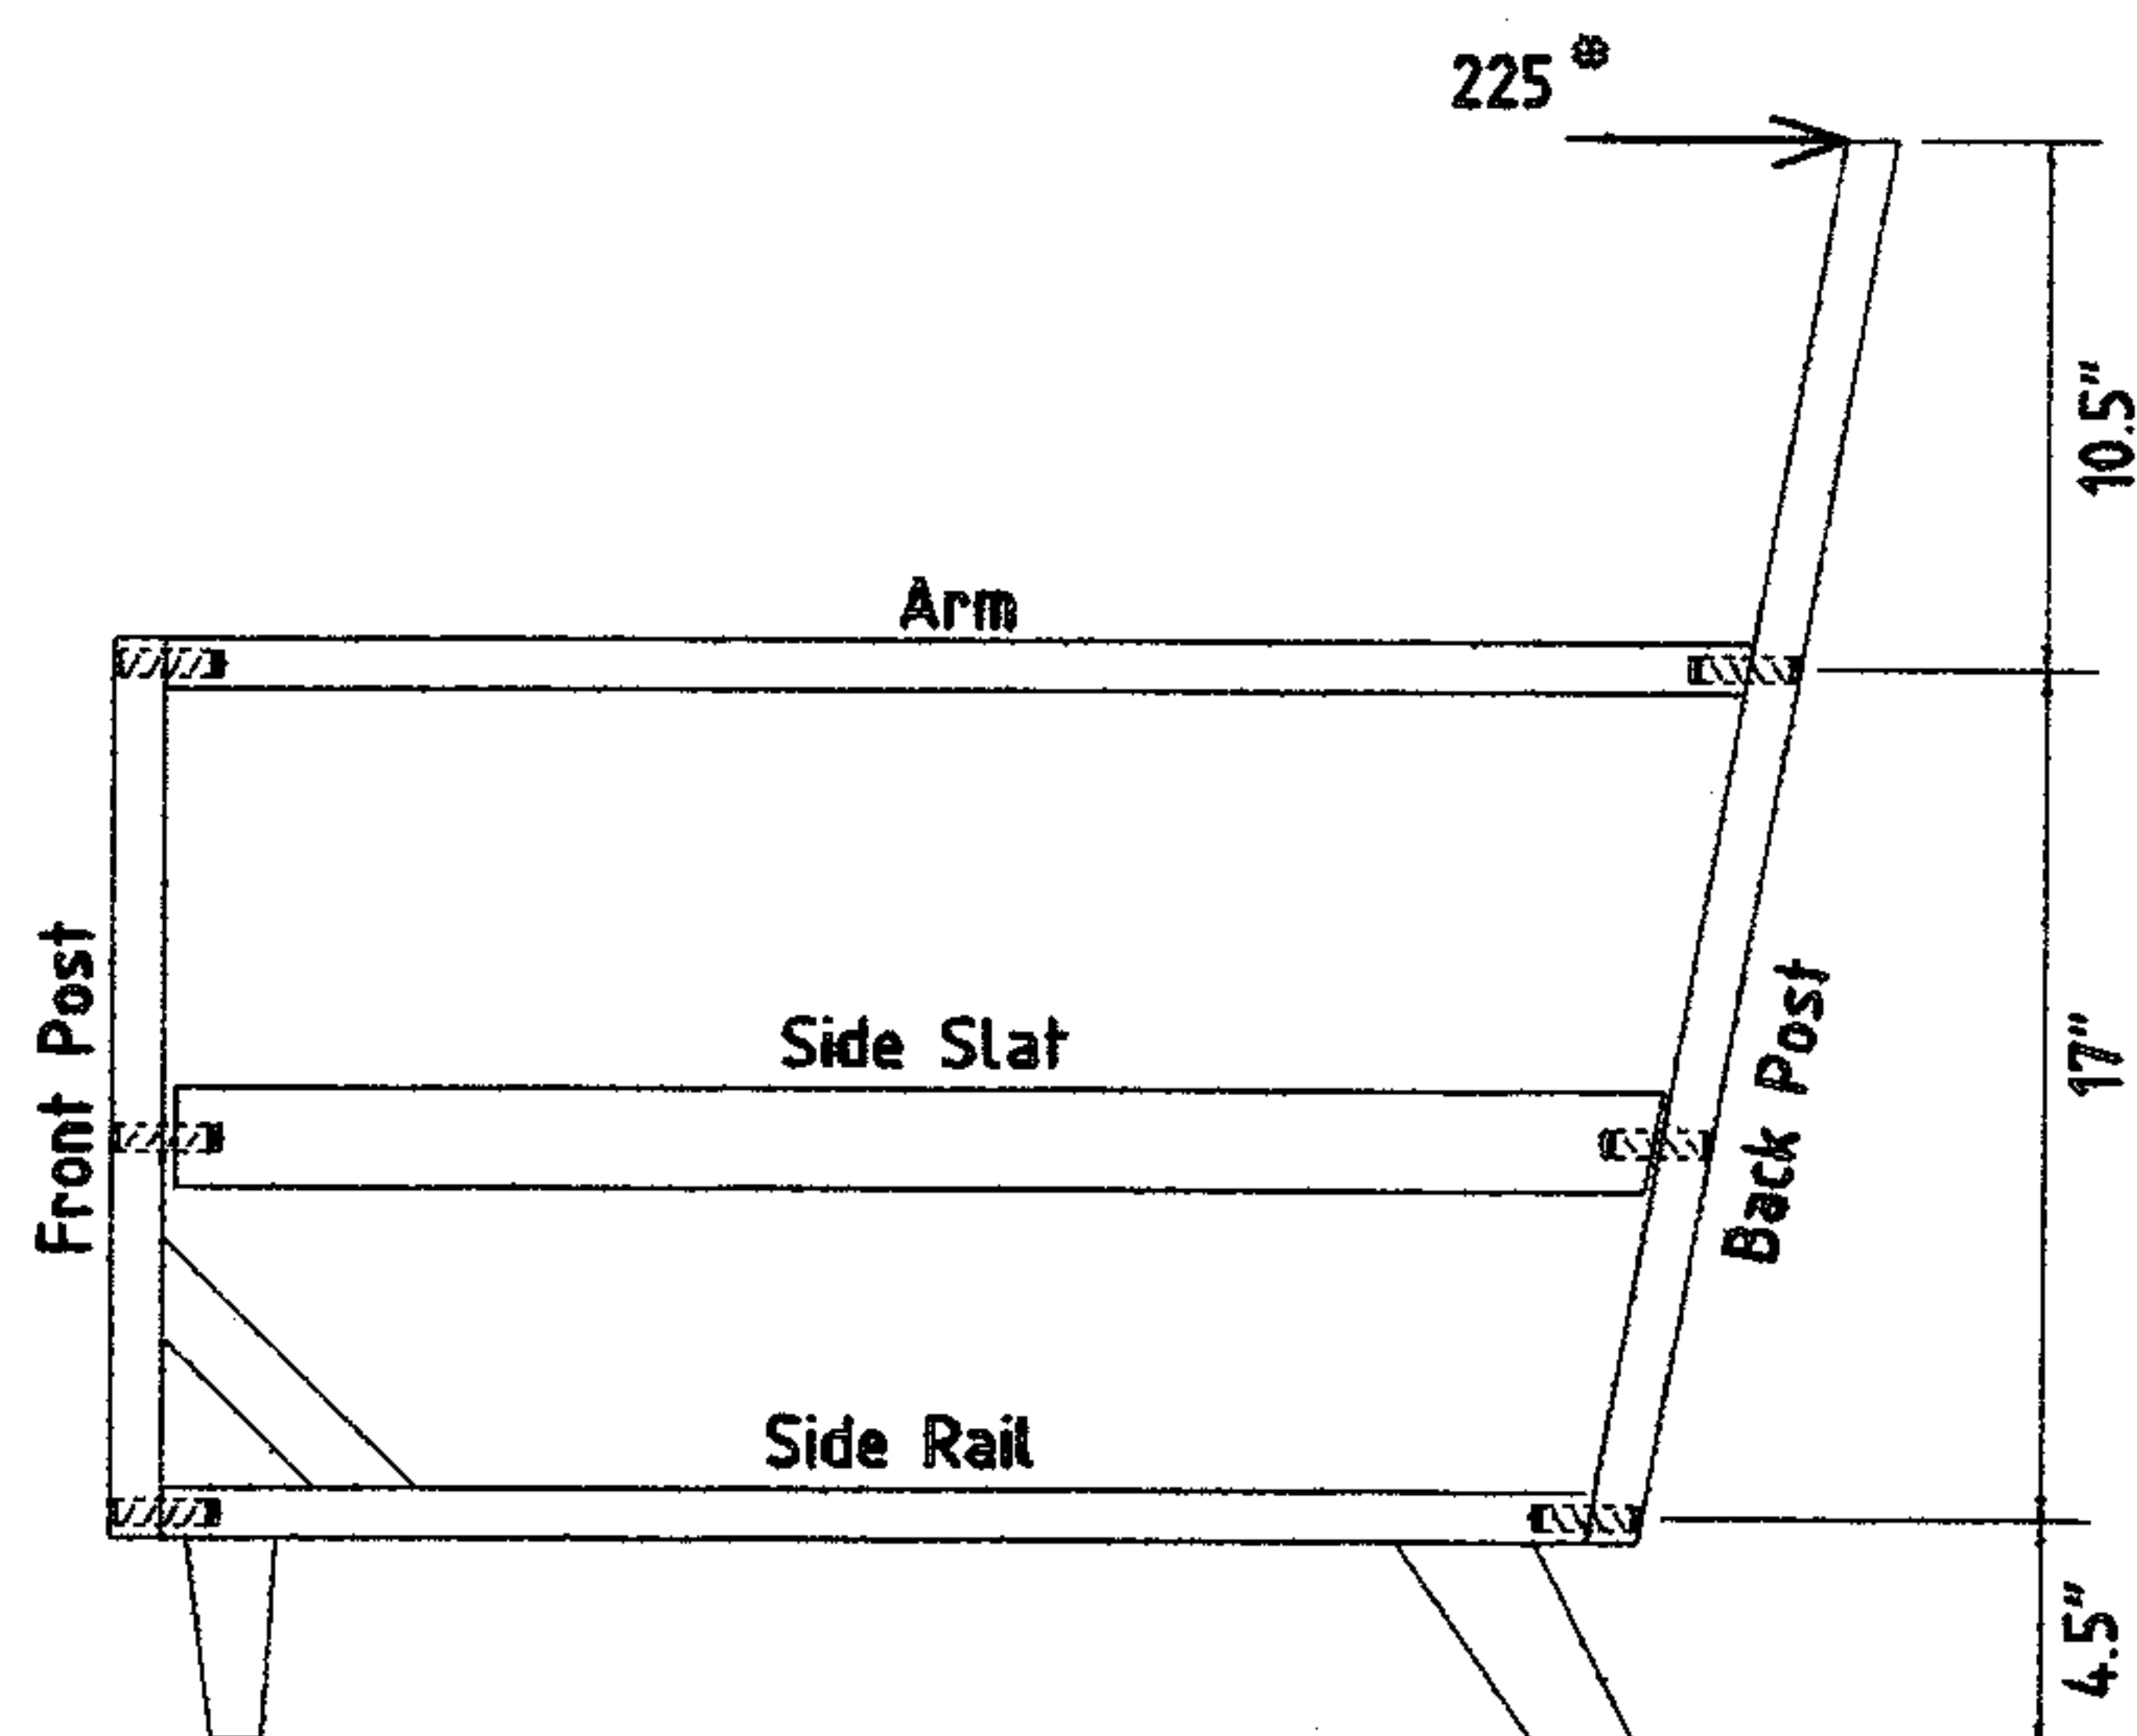 225 #
10.5"
Arm
Front Post
Side Slat
Back Post
17"
Side Rail
4.5"